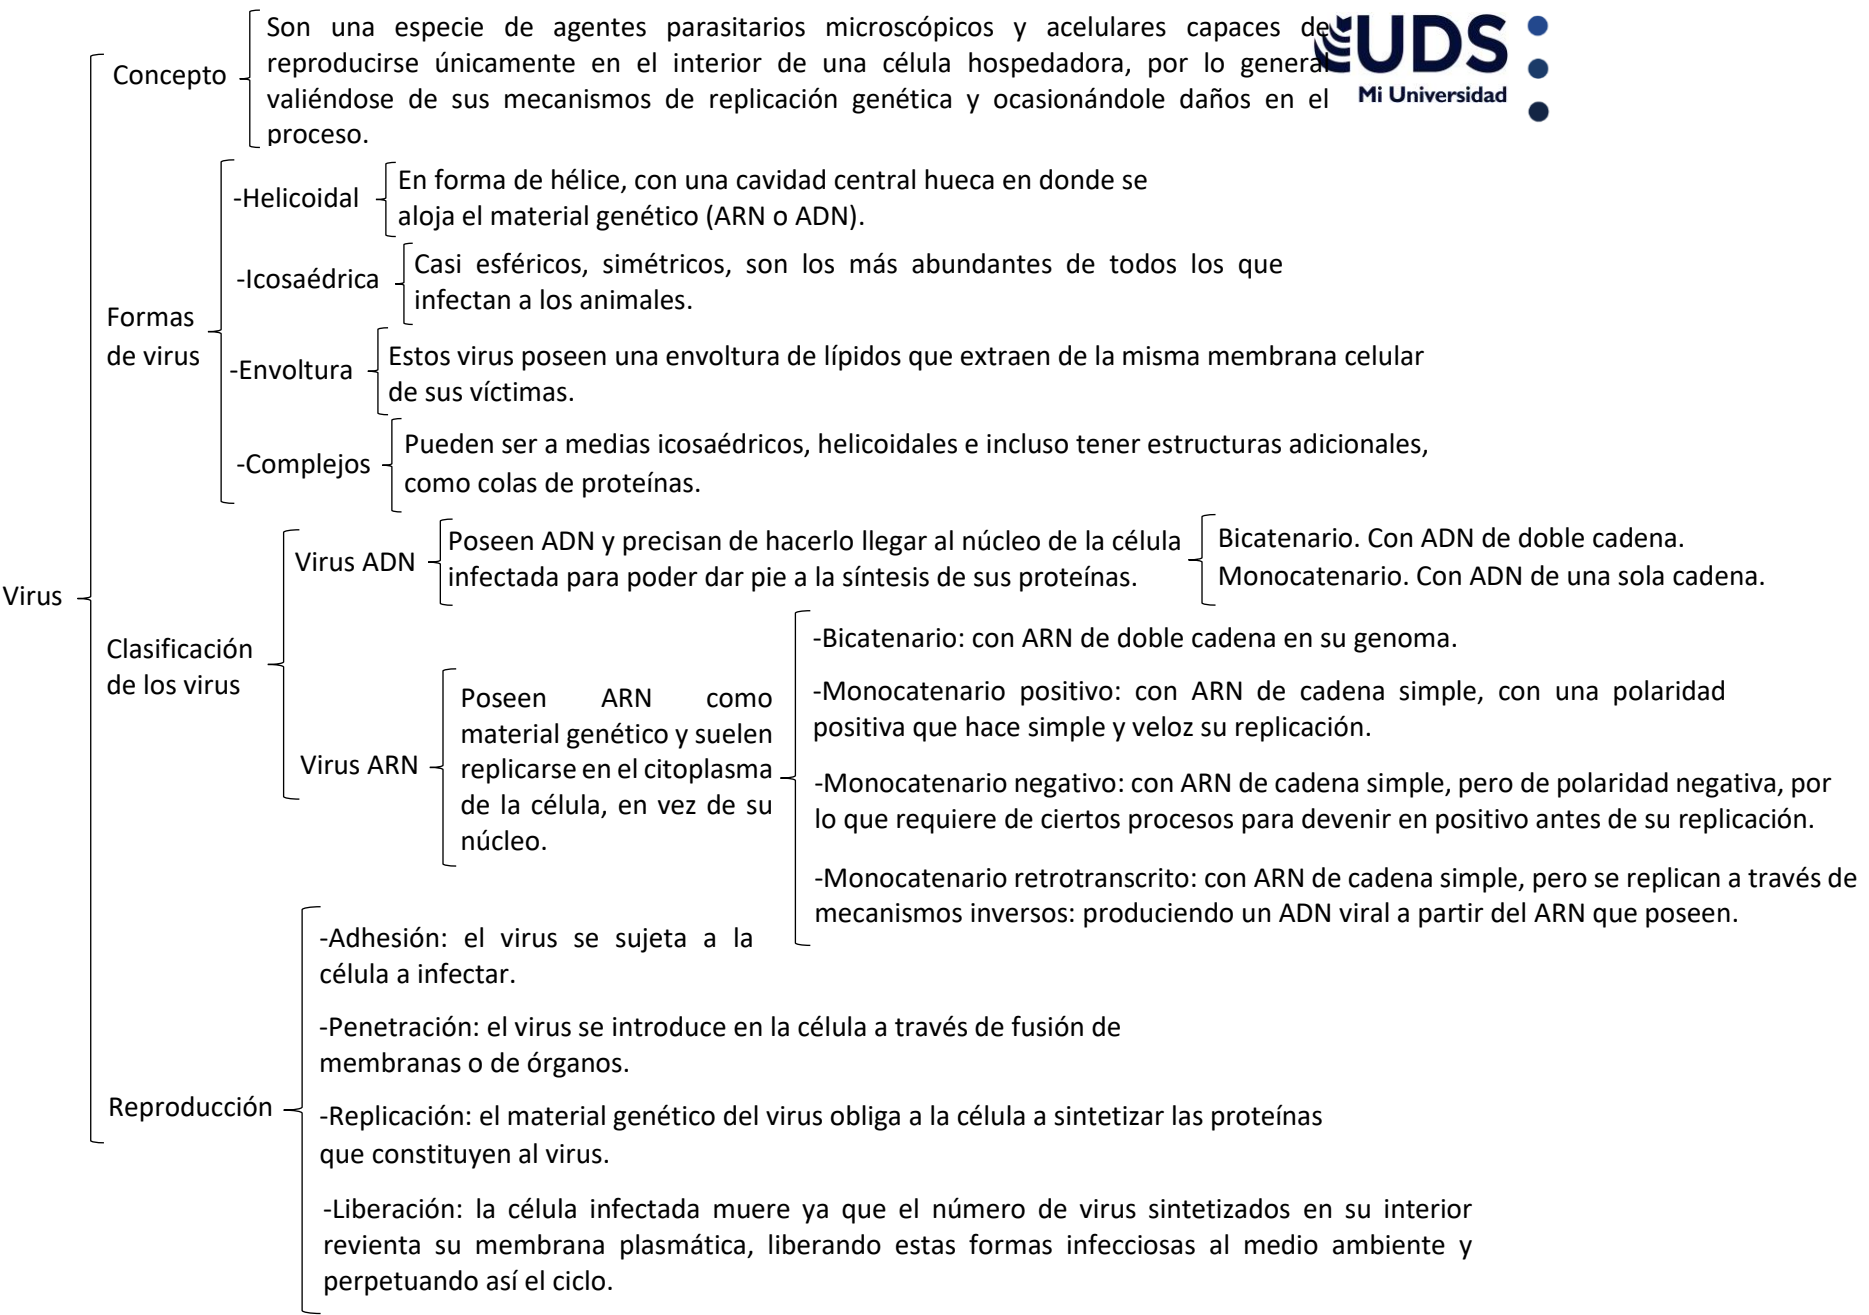 Son una especie de agentes parasitarios microscópicos y acelulares capaces de
reproducirse únicamente en el interior de una célula hospedadora, por lo general
valiéndose de sus mecanismos de replicación genética y ocasionándole daños en el
proceso.
Concepto
UDS
Mi Universidad
-Helicoidal
En forma de hélice, con una cavidad central hueca en donde se
aloja el material genético (ARN o ADN).
-Icosaédrica
Casi esféricos, simétricos, son los más abundantes de todos los que
infectan a los animales.
Formas
de virus
-Envoltura
Estos virus poseen una envoltura de lípidos que extraen de la misma membrana celular
de sus víctimas.
-Complejos
Pueden ser a medias icosaédricos, helicoidales e incluso tener estructuras adicionales,
como colas de proteínas.
Virus
Clasificación
de los virus
Virus ADN
Poseen ADN y precisan de hacerlo llegar al núcleo de la célula
infectada para poder dar pie a la síntesis de sus proteínas.
Bicatenario. Con ADN de doble cadena.
Monocatenario. Con ADN de una sola cadena.
Virus ARN
Poseen ARN como
material genético y suelen
replicarse en el citoplasma
de la célula, en vez de su
núcleo.
-Bicatenario: con ARN de doble cadena en su genoma.
-Monocatenario positivo: con ARN de cadena simple, con una polaridad
positiva que hace simple y veloz su replicación.
-Monocatenario negativo: con ARN de cadena simple, pero de polaridad negativa, por
lo que requiere de ciertos procesos para devenir en positivo antes de su replicación.
-Monocatenario retrotranscrito: con ARN de cadena simple, pero se replican a través de
mecanismos inversos: produciendo un ADN viral a partir del ARN que poseen.
Reproducción
-Adhesión: el virus se sujeta a la
célula a infectar.
-Penetración: el virus se introduce en la célula a través de fusión de
membranas o de órganos.
-Replicación: el material genético del virus obliga a la célula a sintetizar las proteínas
que constituyen al virus.
-Liberación: la célula infectada muere ya que el número de virus sintetizados en su interior
revienta su membrana plasmática, liberando estas formas infecciosas al medio ambiente y
perpetuando así el ciclo.